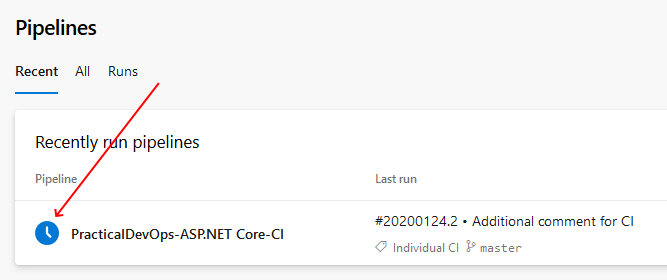 Pipelines
Recent All Runs
Recently run pipelines
Pipeline Last run
PracticalDevOps-ASP.NET Core-CI #20200124.2 • Additional comment for CI
Individual CI master